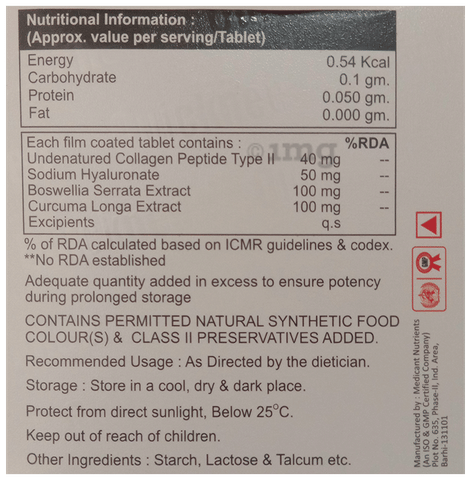 Nutritional Information :
(Approx. value per serving/Tablet)
Energy 0.54 Kcal
Carbohydrate 0.1 gm.
Protein 0.050 gm.
Fat 0.000 gm.
Each film coated tablet contains : %RDA
Undenatured Collagen Peptide Type II 40 mg --
Sodium Hyaluronate 50 mg --
Boswellia Serrata Extract 100 mg --
Curcuma Longa Extract 100 mg --
Excipients q.s
% of RDA calculated based on ICMR guidelines & codex.
**No RDA established
Adequate quantity added in excess to ensure potency
during prolonged storage
CONTAINS PERMITTED NATURAL SYNTHETIC FOOD
COLOUR(S) & CLASS II PRESERVATIVES ADDED.
Recommended Usage : As Directed by the dietician.
Storage : Store in a cool, dry & dark place.
Protect from direct sunlight, Below 25°C.
Keep out of reach of children.
Other Ingredients : Starch, Lactose & Talcum etc.
Manufactured by : Medicant Nutrients
(An ISO & GMP Certified Company)
Plot No. 635, Phase-II, Ind. Area,
Barhi-131101
1mg